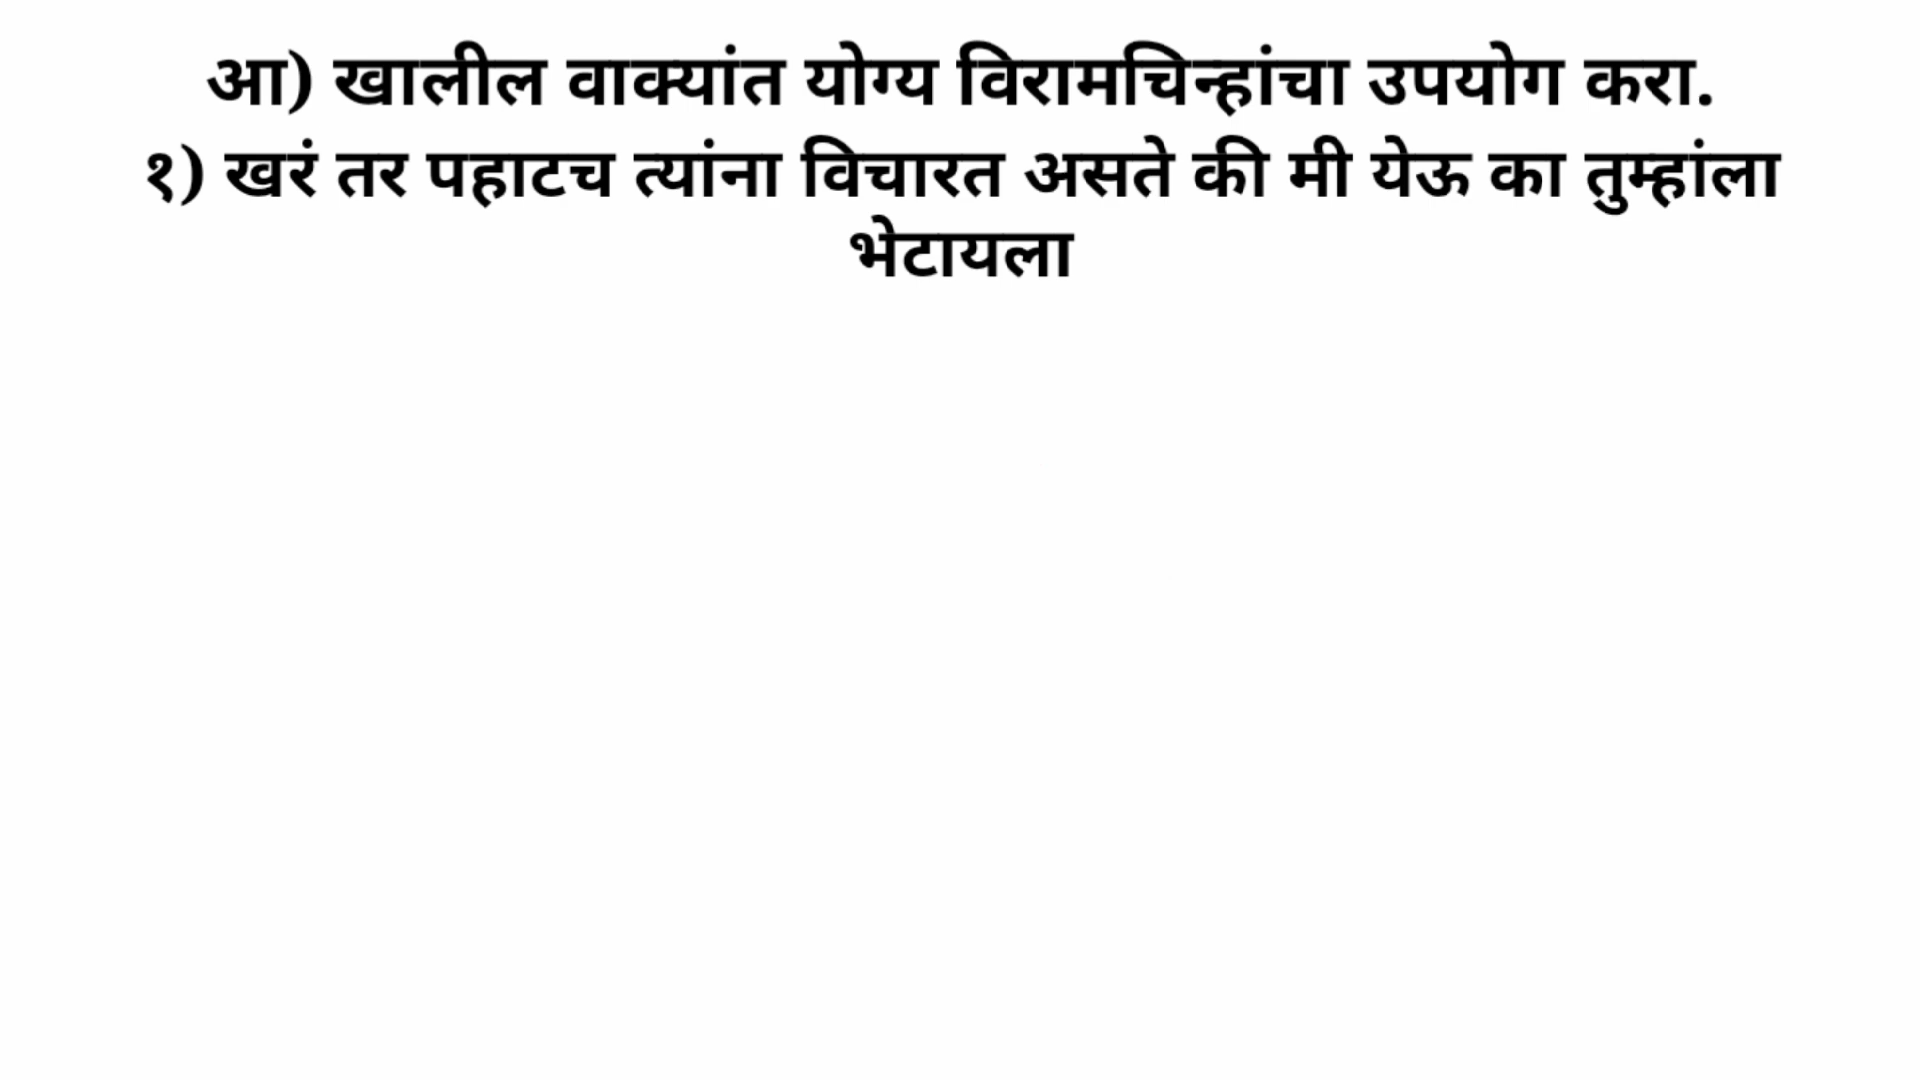 आ) खालील वाक्यांत योग्य विरामचिन्हांचा उपयोग करा.
१) खरं तर पहाटच त्यांना विचारत असते की मी येऊ का तुम्हांला
भेटायला